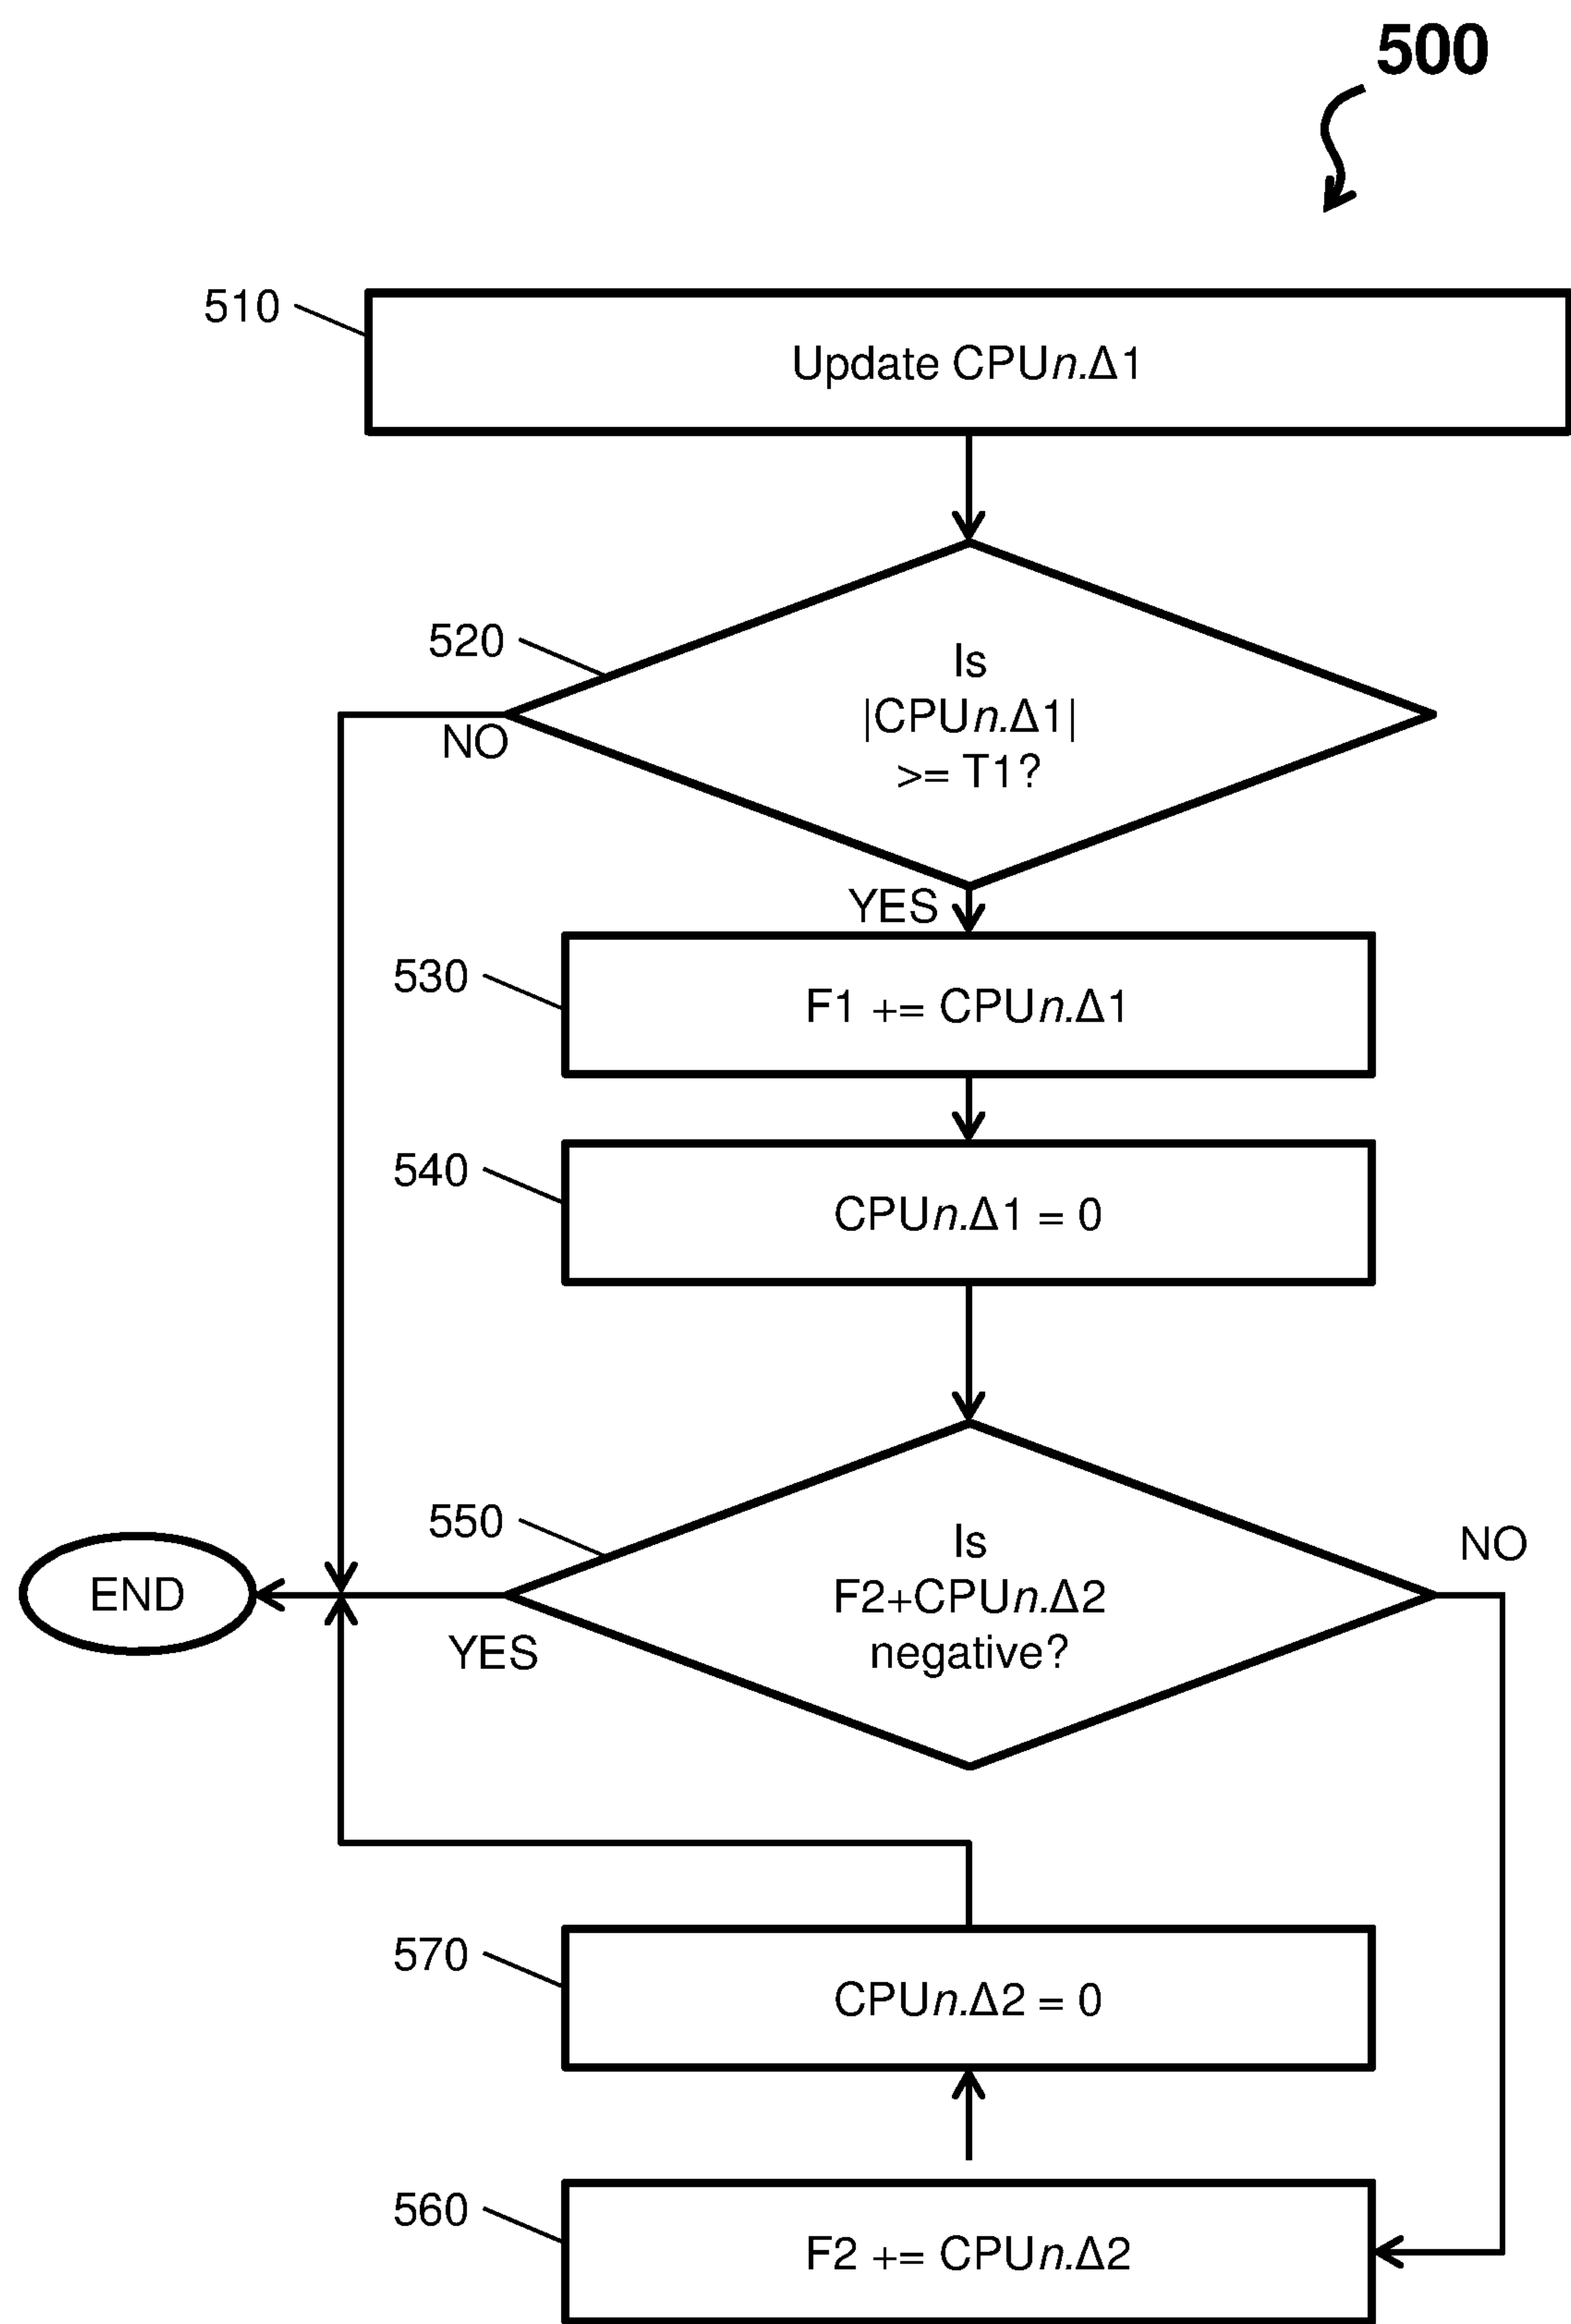 500
510
Update CPUn.Δ1
520
Is
|CPUn.Δ1|
>= T1?
NO
YES
530
F1 += CPUn.Δ1
540
CPUn.Δ1 = 0
550
Is
F2+CPUn.Δ2
negative?
NO
END
YES
570
CPUn.Δ2 = 0
560
F2 += CPUn.Δ2